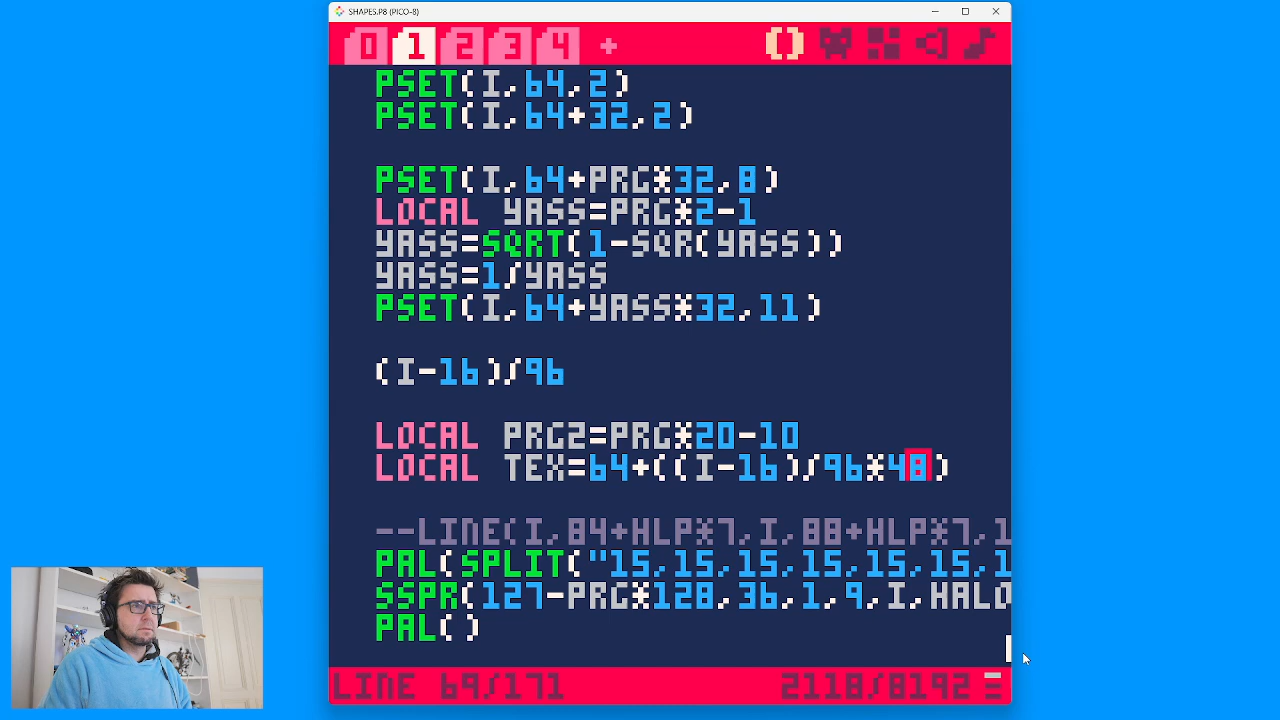 SHAPES.P8 (PICO-8)
0 1 2 3 4 +
PSET(I,64,2)
PSET(I,64+32,2)
PSET(I,64+PRG*32,8)
LOCAL YASS=PRG*2-1
YASS=SQRT(1-SQR(YASS))
YASS=1/YASS
PSET(I,64+YASS*32,11)
(I-16)/96
LOCAL PRG2=PRG*20-10
LOCAL TEX=64+((I-16)/96*48)
--LINE(I,84+HLP*7,I,88+HLP*7,1
PAL(SPLIT("15,15,15,15,15,15,1
SSPR(127-PRG*128,36,1,9,I,HALO
PAL()
LINE 69/171
2118/8192